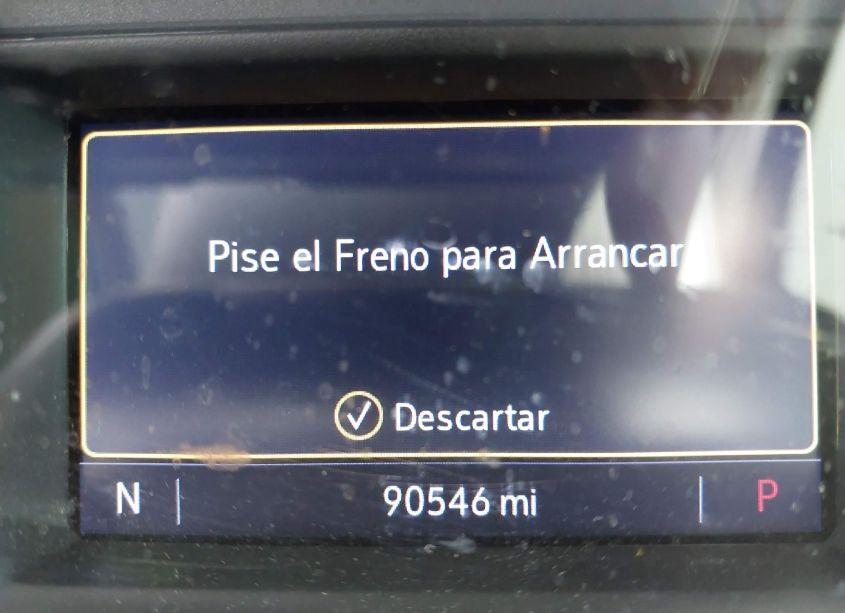 Pise el Freno para Arrancar
Descartar
N 90546 mi P